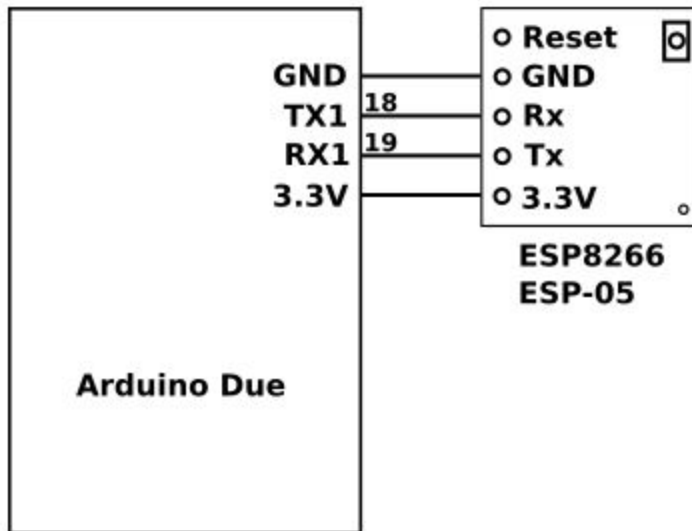 Reset
GND
GND
TX1
18
Rx
RX1
19
Tx
3.3V
3.3V
ESP8266
ESP-05
Arduino Due